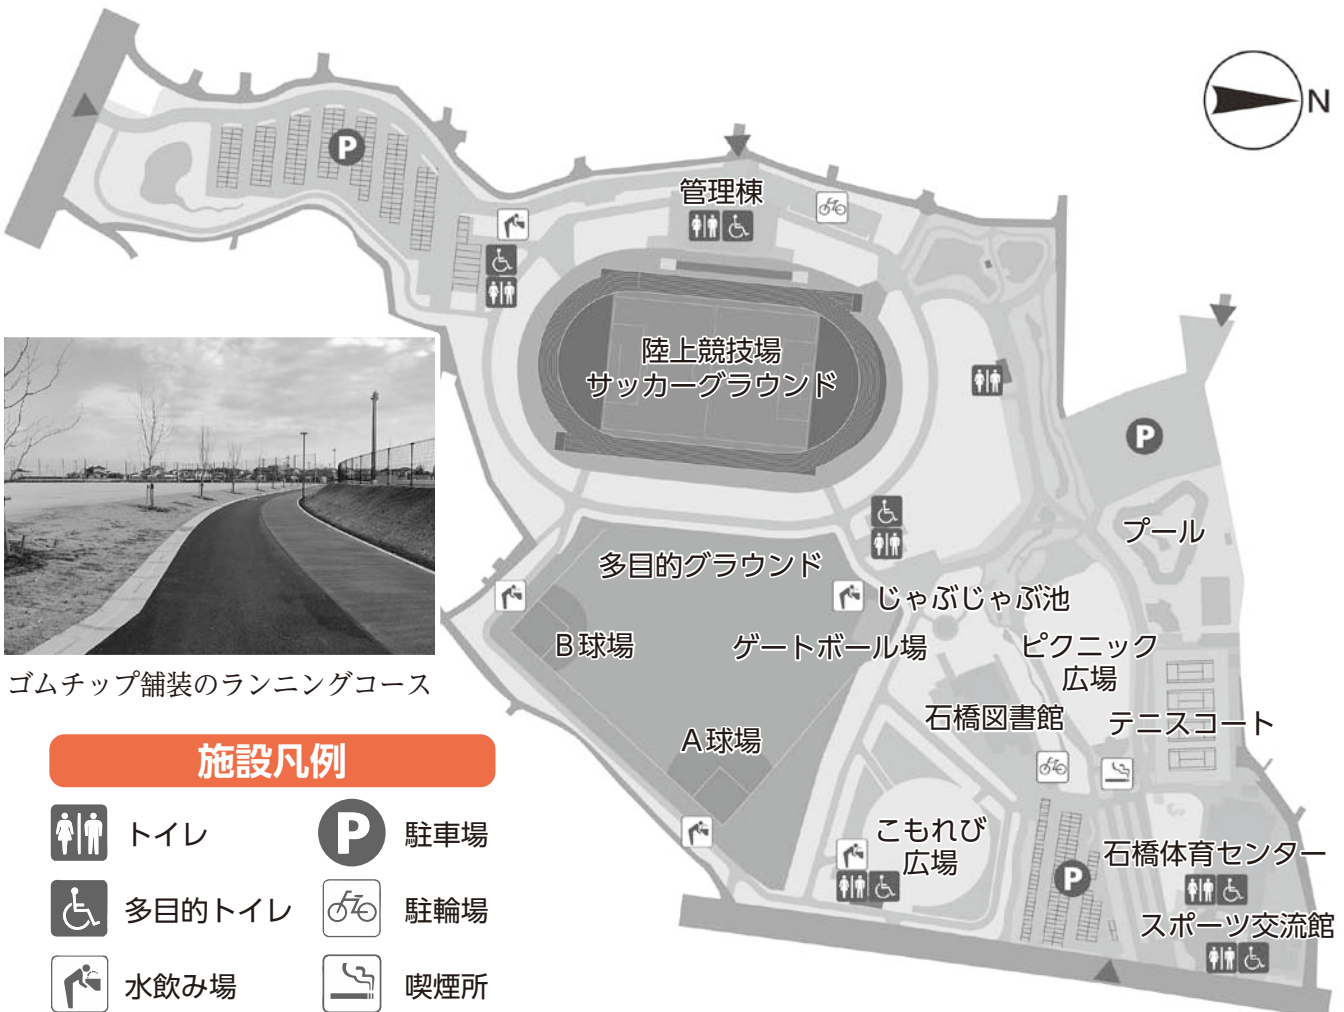 N
P
管理棟
陸上競技場
サッカーグラウンド
P
プール
多目的グラウンド
じゃぶじゃぶ池
B球場
ゲートボール場
ピクニック
広場
石橋図書館
テニスコート
A球場
こもれび
広場
P
石橋体育センター
スポーツ交流館
ゴムチップ舗装のランニングコース
施設凡例
トイレ
P 駐車場
多目的トイレ
駐輪場
水飲み場
喫煙所